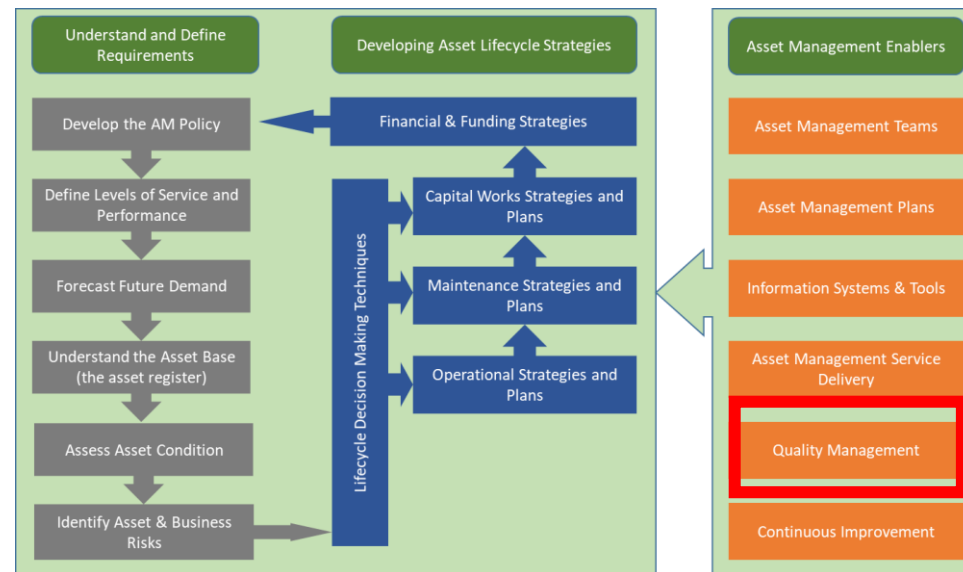 Understand and Define
Requirements
Develop the AM Policy
Define Levels of Service and
Performance
Forecast Future Demand
Understand the Asset Base
(the asset register)
Assess Asset Condition
Identify Asset & Business
Risks
Developing Asset Lifecycle Strategies
Financial & Funding Strategies
Capital Works Strategies and
Plans
Maintenance Strategies and
Plans
Operational Strategies and
Plans
Lifecycle Decision Making Techniques
Asset Management Enablers
Asset Management Teams
Asset Management Plans
Information Systems & Tools
Asset Management Service
Delivery
Quality Management
Continuous Improvement